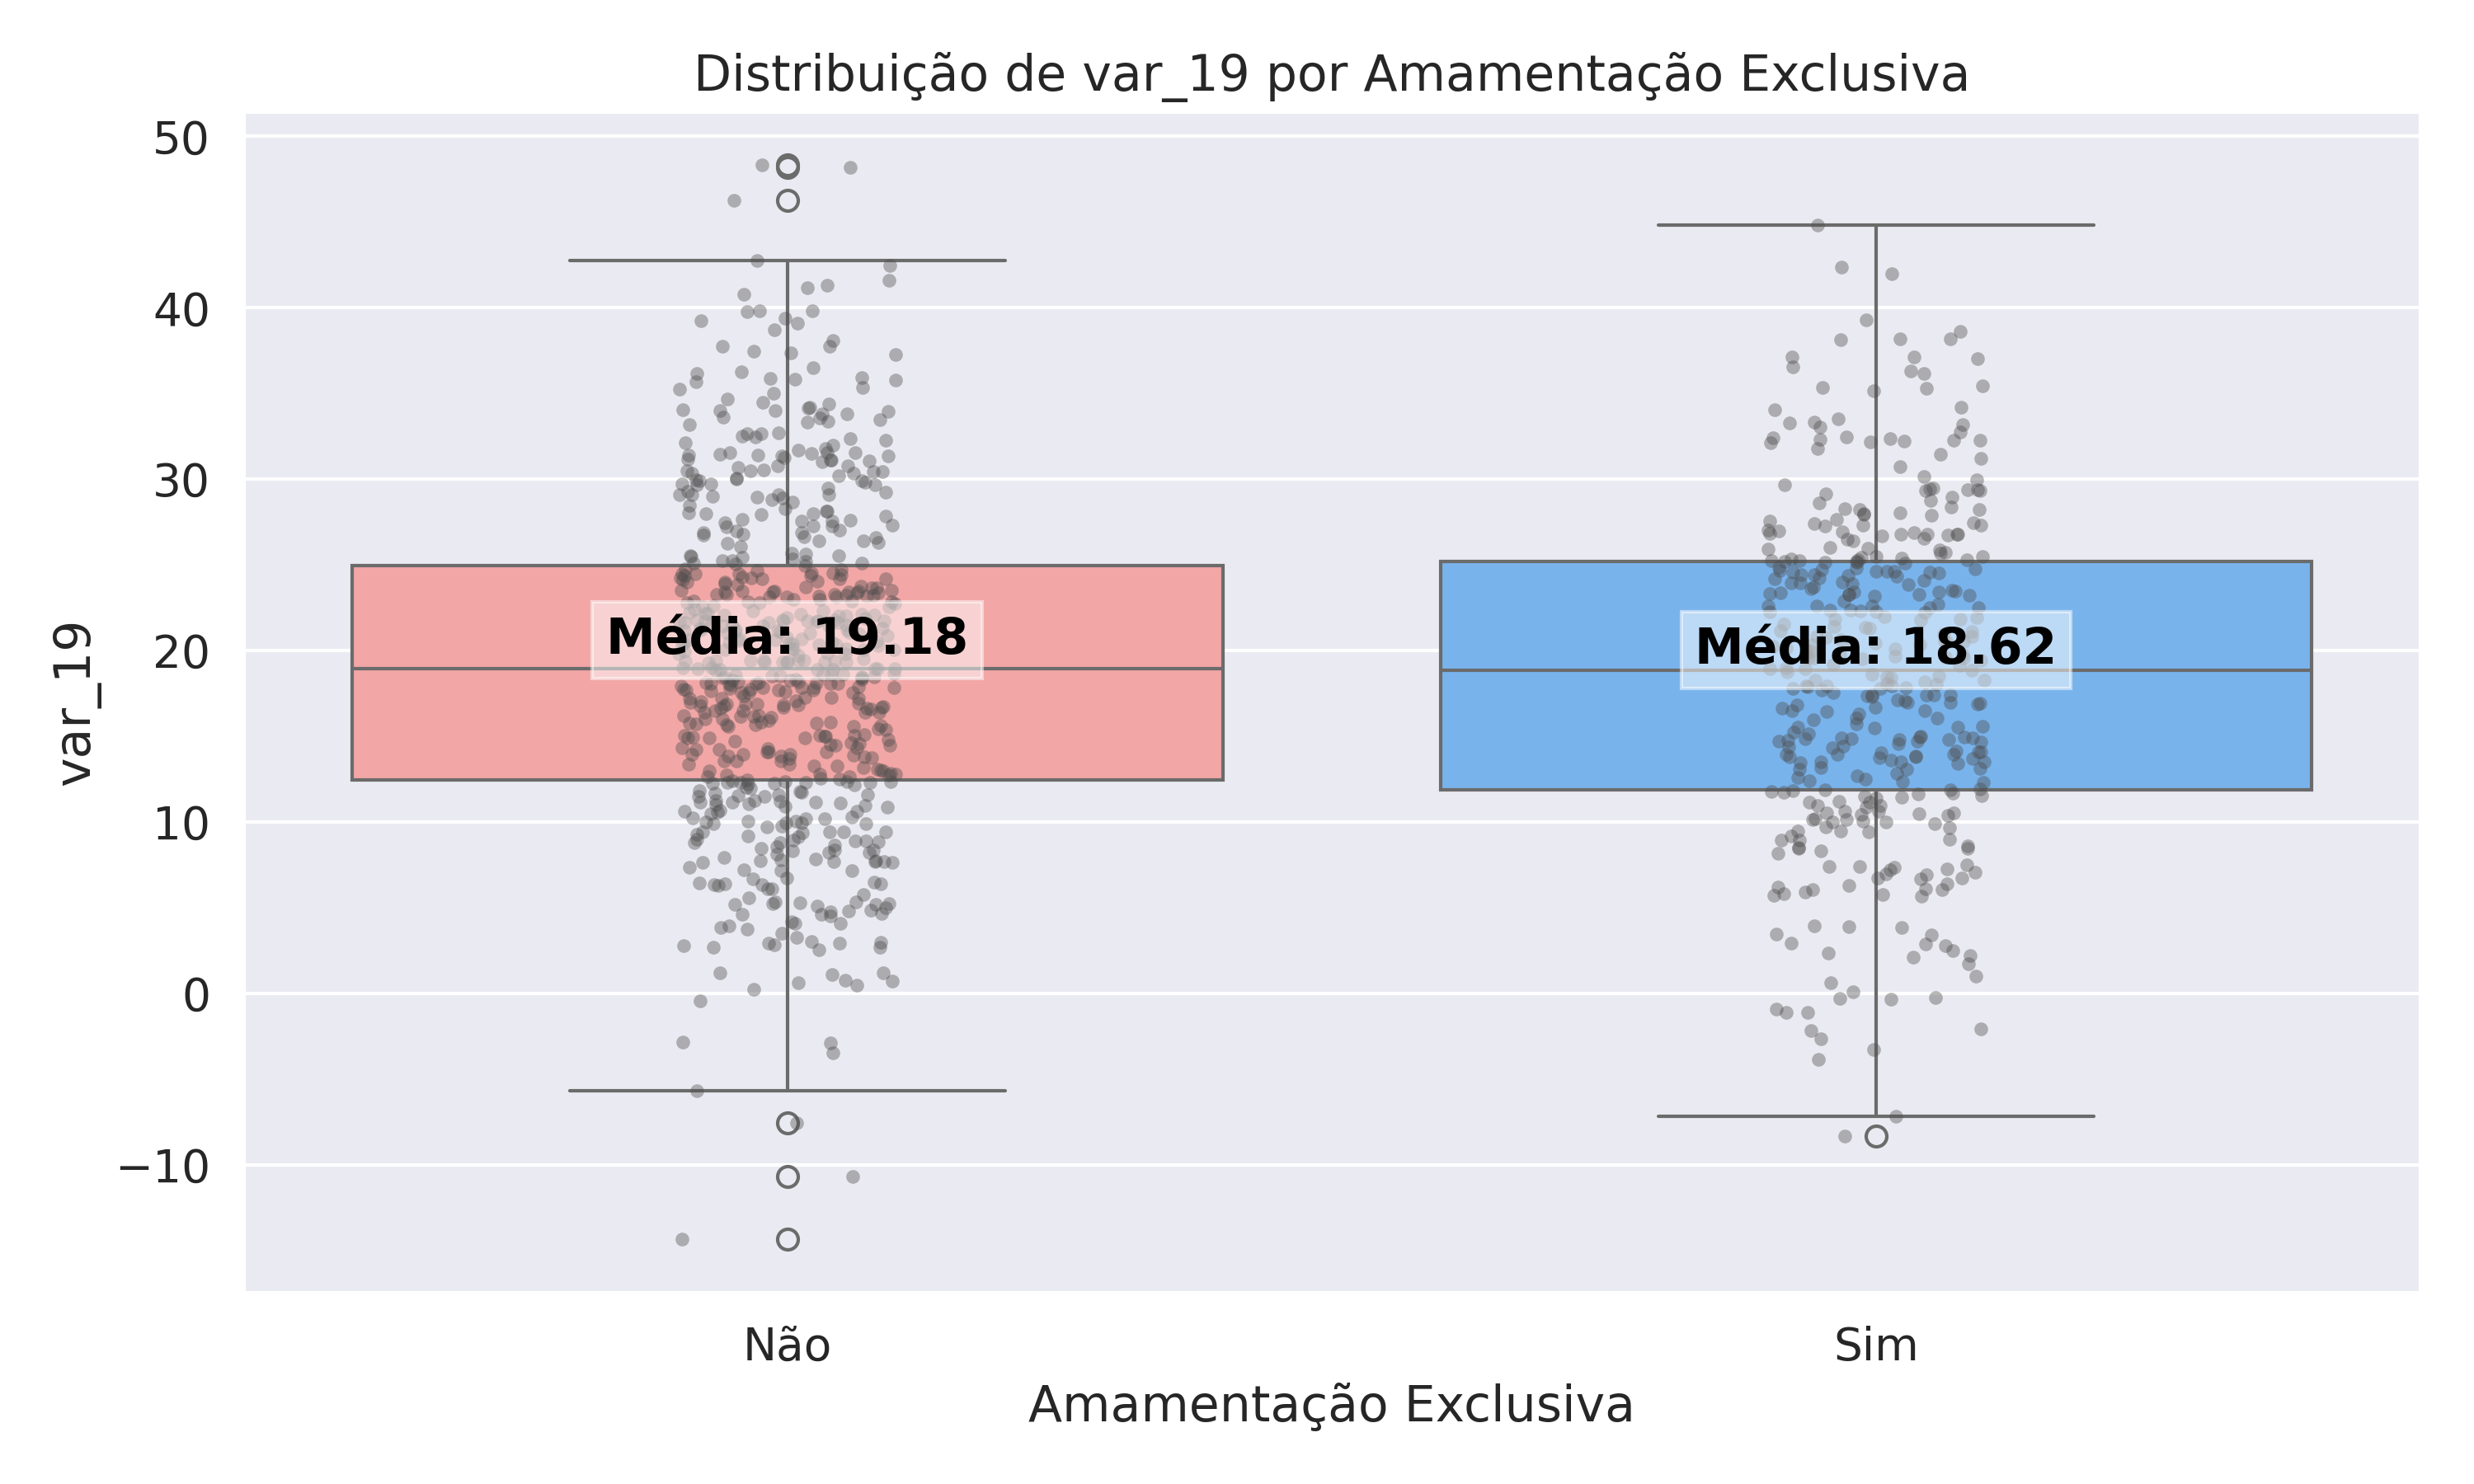 Distribuição de var_19 por Amamentação Exclusiva
50
40
30
20
10
0
−10
var_19
Média: 19.18
Média: 18.62
Não
Sim
Amamentação Exclusiva